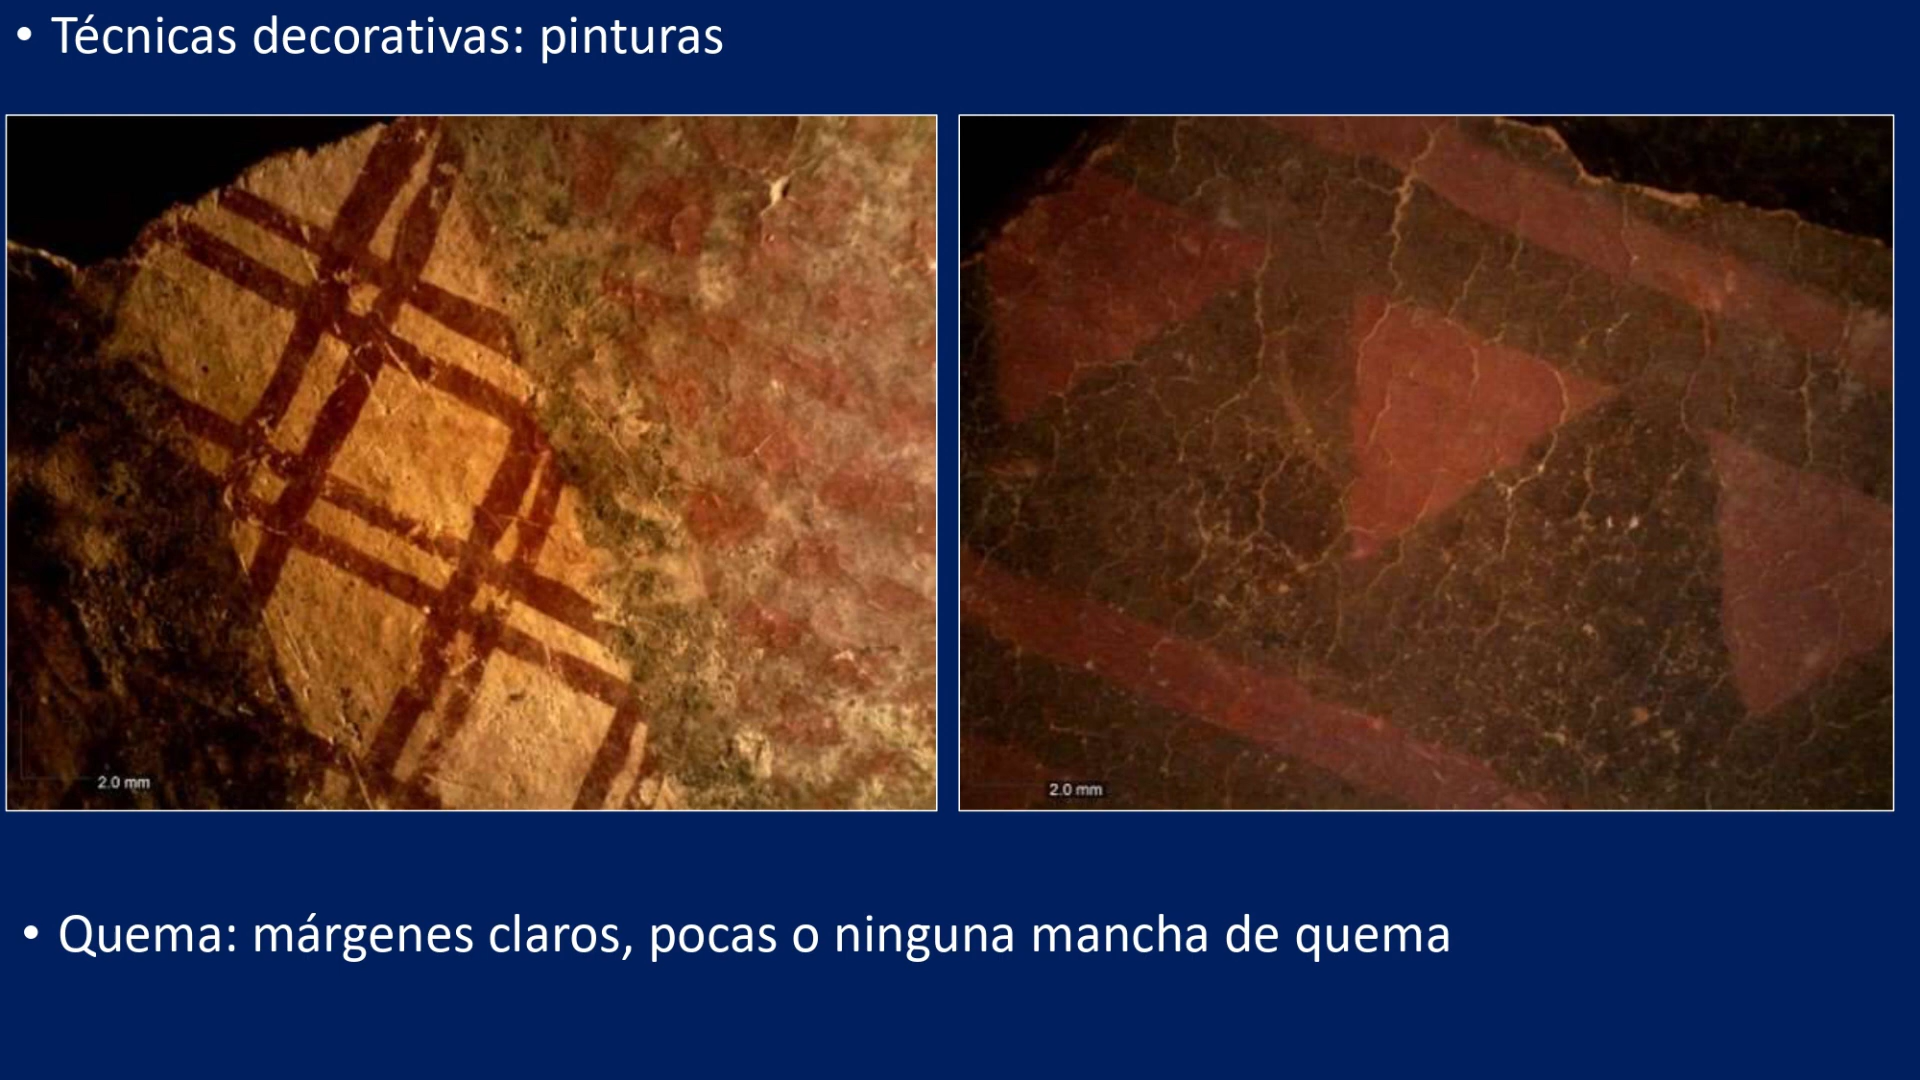 • Técnicas decorativas: pinturas
2.0 mm
2.0 mm
• Quema: márgenes claros, pocas o ninguna mancha de quema